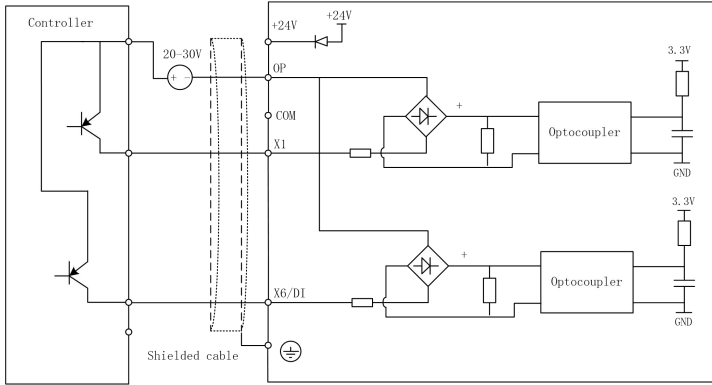 Controller
+24V
+24V
20-30V
+ -
OP
3.3V
COM
+
Optocoupler
X1
GND
3.3V
+
Optocoupler
X6/DI
GND
Shielded cable